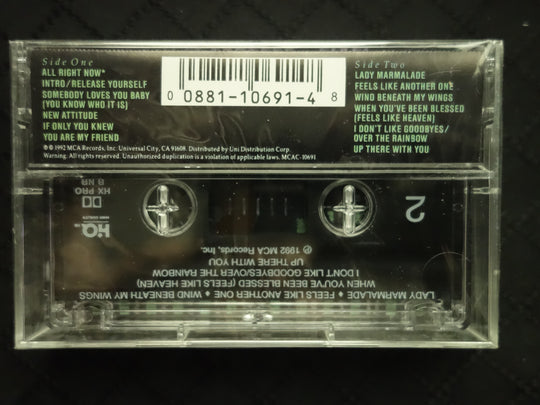 Side One
ALL RIGHT NOW*
INTRO/RELEASE YOURSELF
SOMEBODY LOVES YOU BABY
(YOU KNOW WHO IT IS)
NEW ATTITUDE
IF ONLY YOU KNEW
YOU ARE MY FRIEND
0 0881-10691-4 8
Side Two
LADY MARMALADE
FEELS LIKE ANOTHER ONE
WIND BENEATH MY WINGS
WHEN YOU'VE BEEN BLESSED
(FEELS LIKE HEAVEN)
I DON'T LIKE GOODBYES/
OVER THE RAINBOW
UP THERE WITH YOU
℗ © 1992 MCA Records, Inc. Universal City, CA 91608. Distributed by Uni Distribution Corp.
Warning. All rights reserved. Unauthorized duplication is a violation of applicable laws. MCAC-10691
2
LADY MARMALADE ♦ FEELS LIKE ANOTHER ONE ♦ WIND BENEATH MY WINGS
WHEN YOU'VE BEEN BLESSED (FEELS LIKE HEAVEN)
I DON'T LIKE GOODBYES/OVER THE RAINBOW
UP THERE WITH YOU
℗ 1992 MCA Records, Inc.
HiQ
B NR
HX PRO